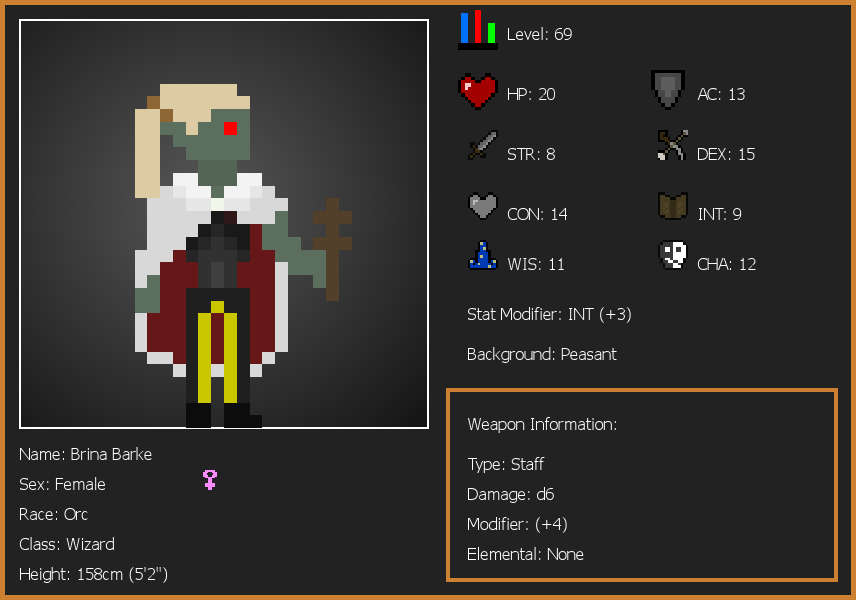 Level: 69
HP: 20
AC: 13
STR: 8
DEX: 15
CON: 14
INT: 9
WIS: 11
CHA: 12
Stat Modifier: INT (+3)
Background: Peasant
Weapon Information:
Type: Staff
Damage: d6
Modifier: (+4)
Elemental: None
Name: Brina Barke
Sex: Female
Race: Orc
Class: Wizard
Height: 158cm (5'2")